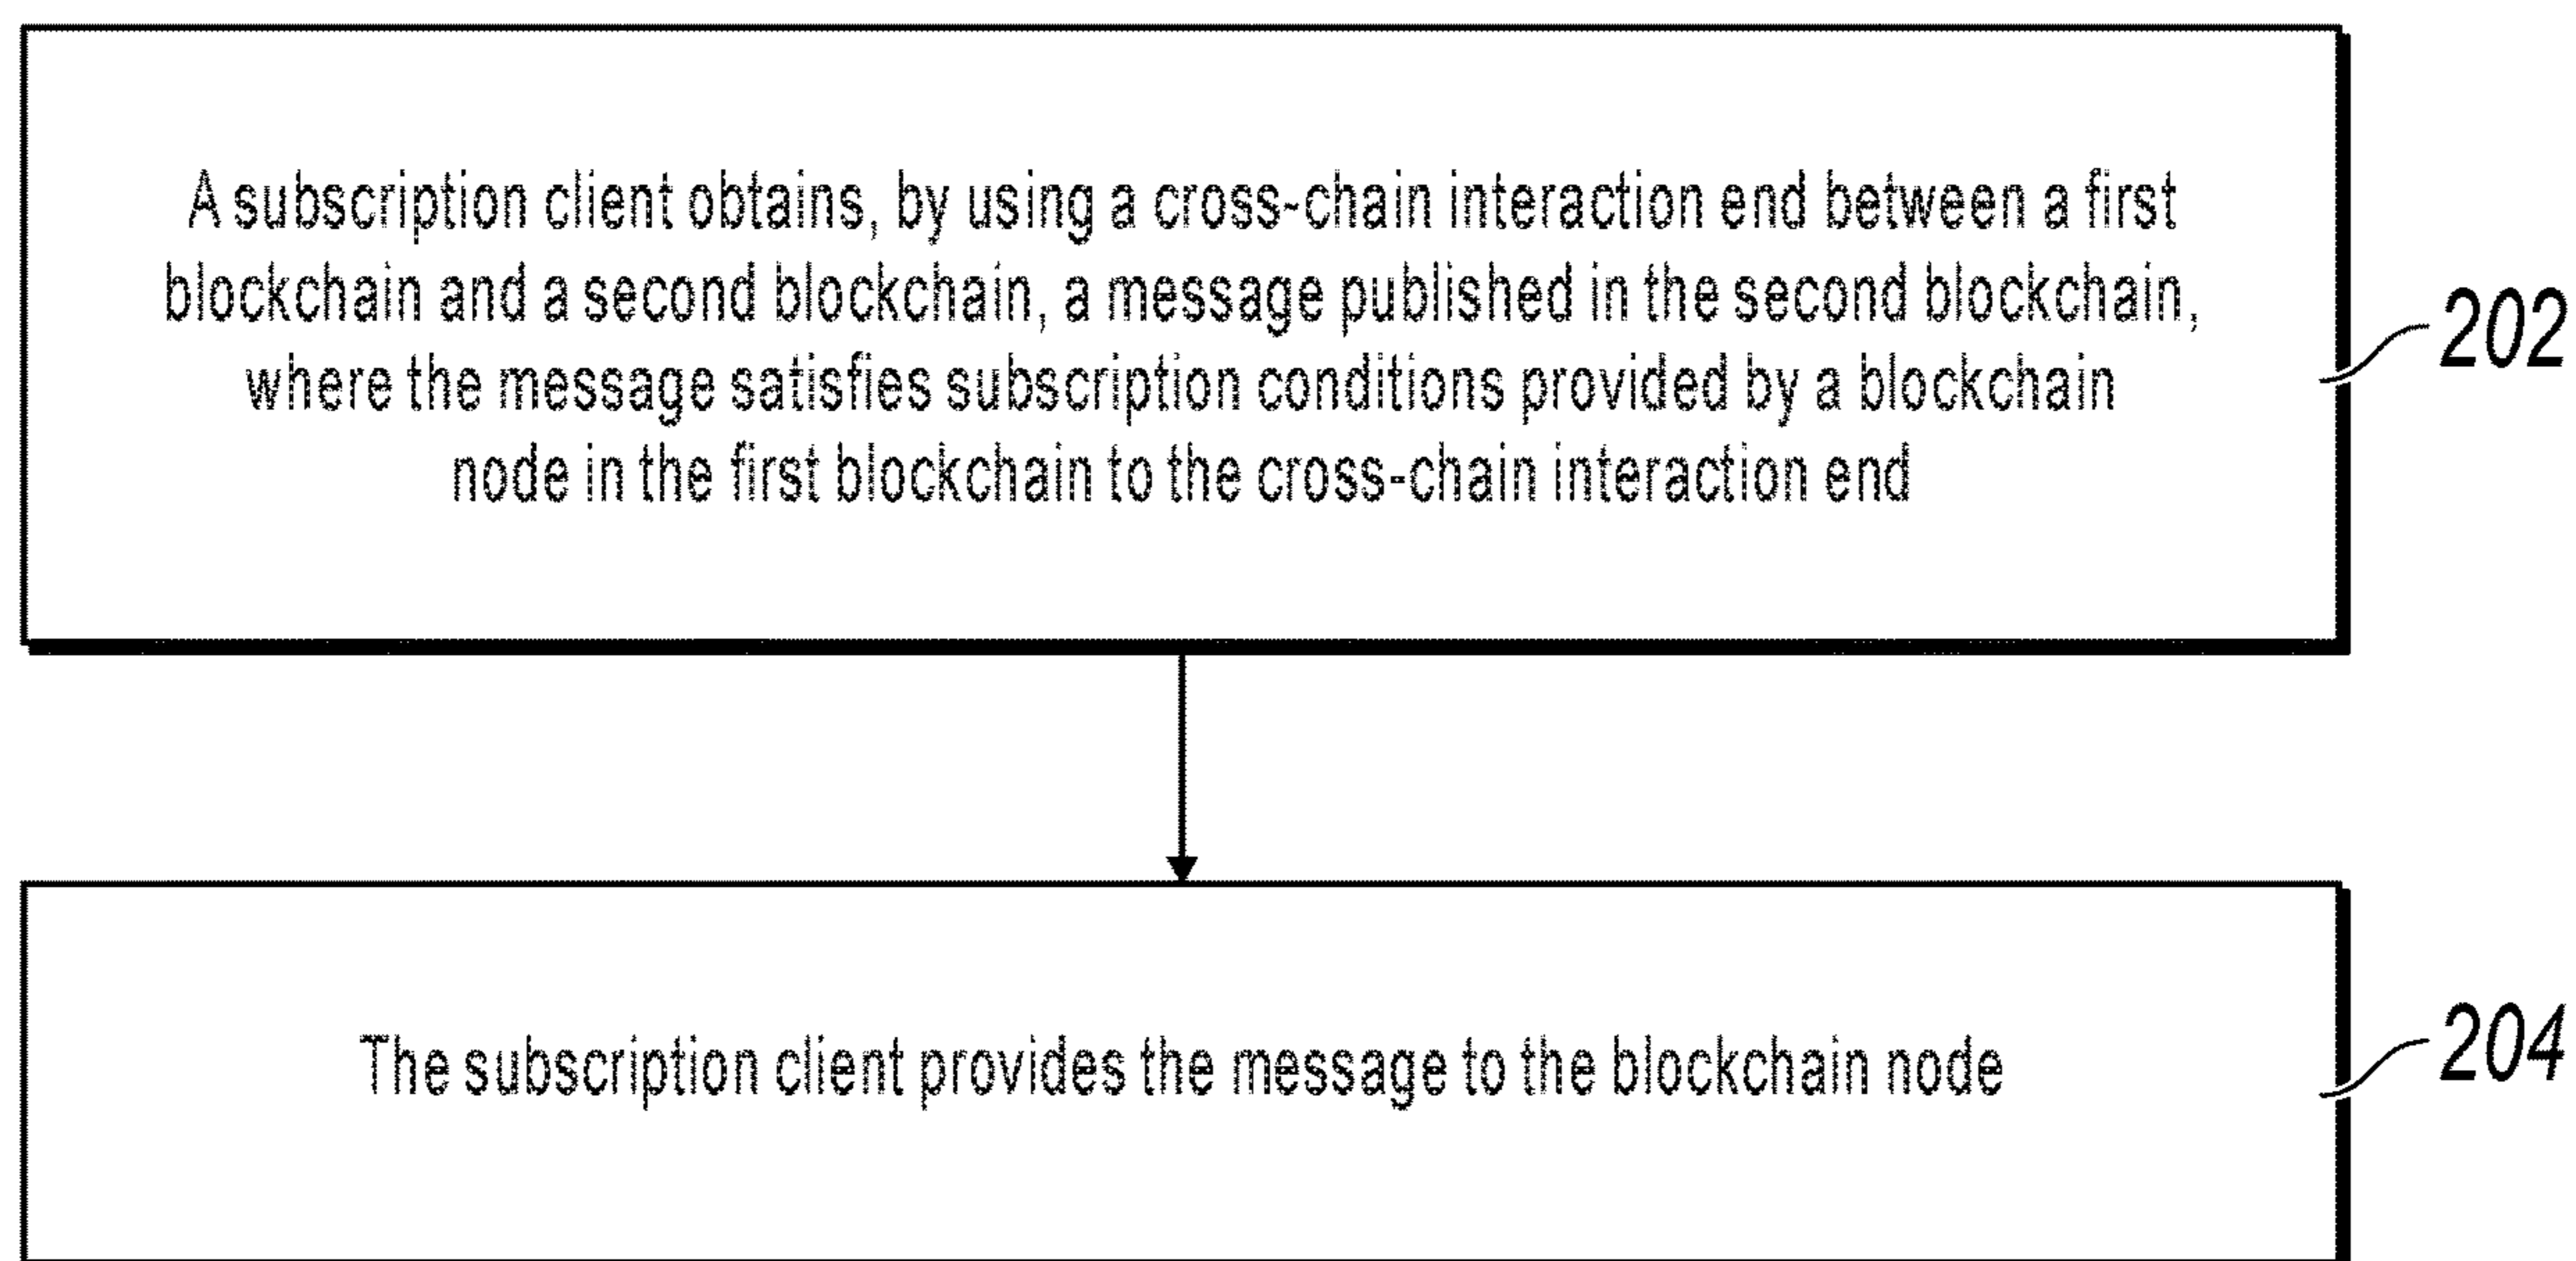 A subscription client obtains, by using a cross-chain interaction end between a first
blockchain and a second blockchain, a message published in the second blockchain,
where the message satisfies subscription conditions provided by a blockchain
node in the first blockchain to the cross-chain interaction end
202
The subscription client provides the message to the blockchain node
204